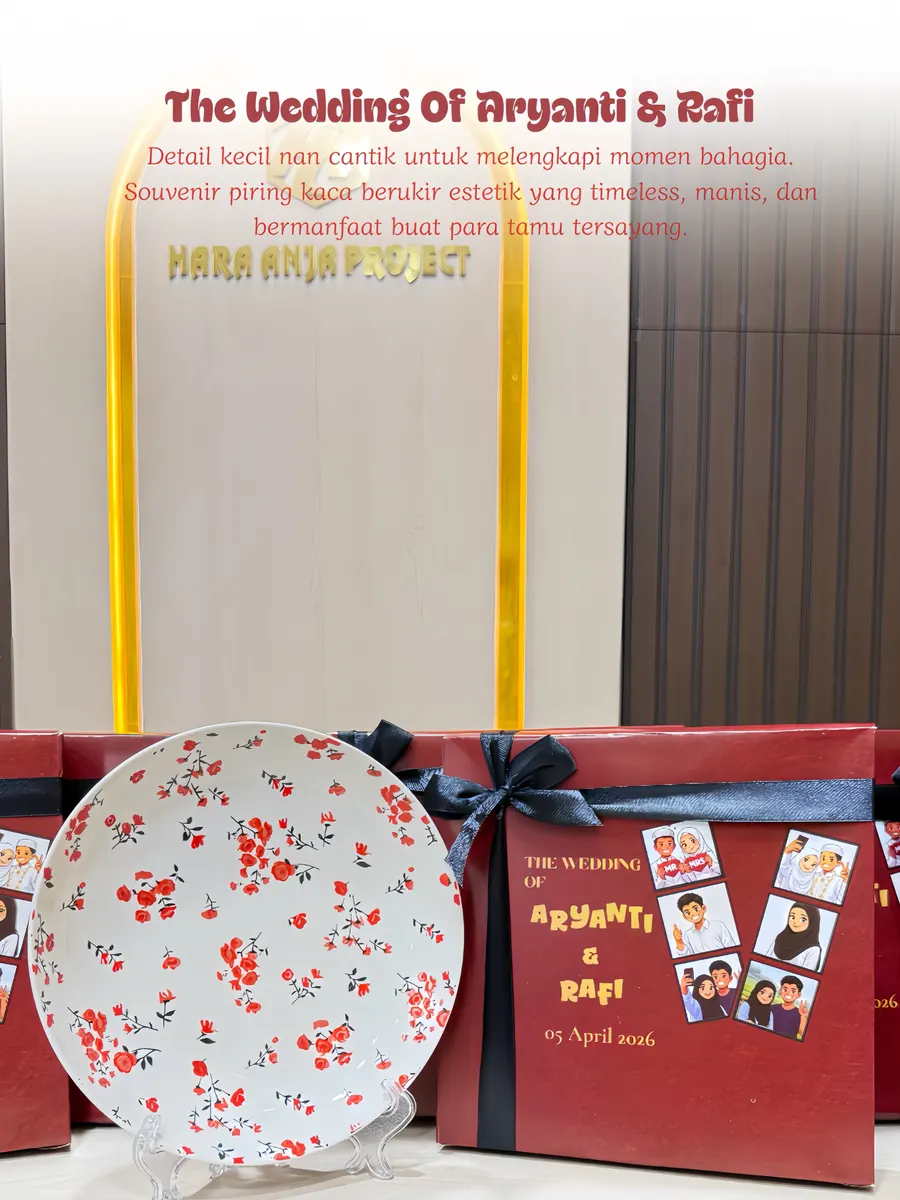 The Wedding Of Aryanti & Rafi
Detail kecil nan cantik untuk melengkapi momen bahagia.
Souvenir piring kaca berukir estetik yang timeless, manis, dan
bermanfaat buat para tamu tersayang.
HARA ANJA PROJECT
THE WEDDING
OF
ARYANTI
&
RAFI
05 April 2026
MR
MRS
2026